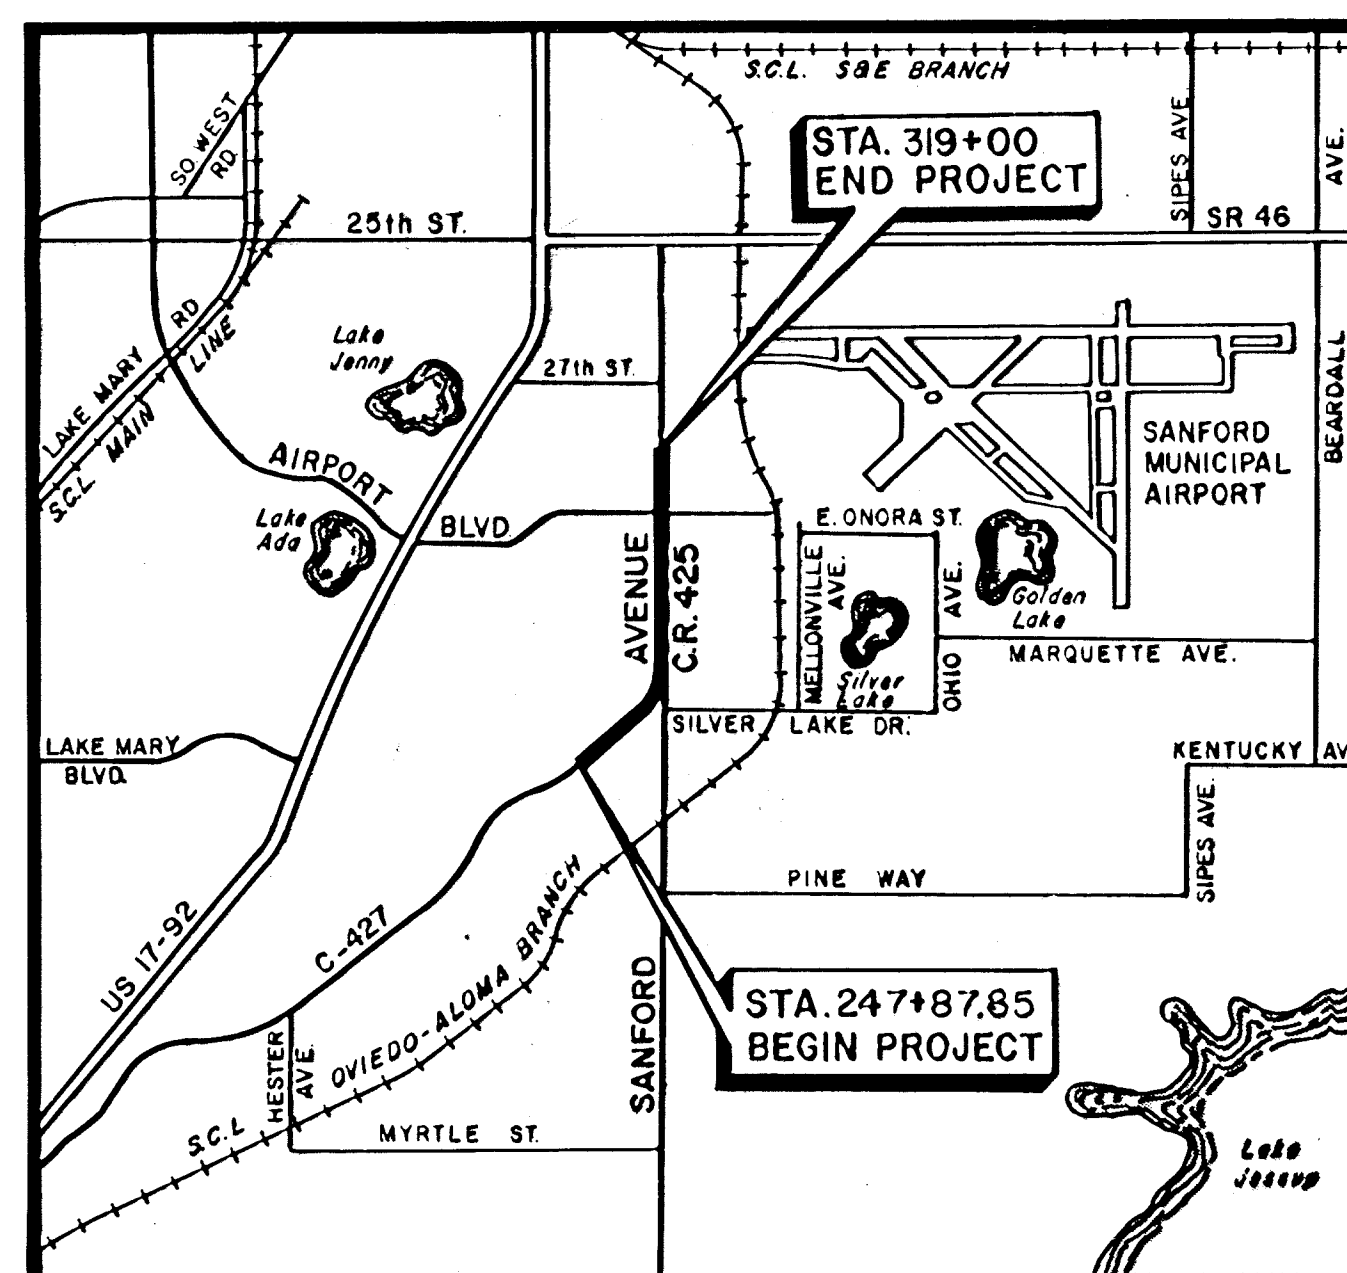 S.C.L. S&E BRANCH
SO. WEST
RD.
STA. 319+00
END PROJECT
SIPES AVE.
AVE.
25th ST.
SR 46
LAKE MARY RD
S.C.L MAIN LINE
Lake
Jenny
27th ST.
BEARDALL
AIRPORT BLVD.
SANFORD
MUNICIPAL
AIRPORT
Lake
Ada
E. ONORA ST.
AVENUE
C.R. 425
MELLONVILLE
AVE.
OHIO AVE.
Golden
Lake
MARQUETTE AVE.
Silver
Lake
SILVER LAKE DR.
LAKE MARY
BLVD.
KENTUCKY AV
SIPES AVE.
PINE WAY
US 17-92
C-427
S.C.L OVIEDO-ALOMA BRANCH
SANFORD
STA. 247+87.85
BEGIN PROJECT
HESTER
AVE.
MYRTLE ST.
Lake
Jessup